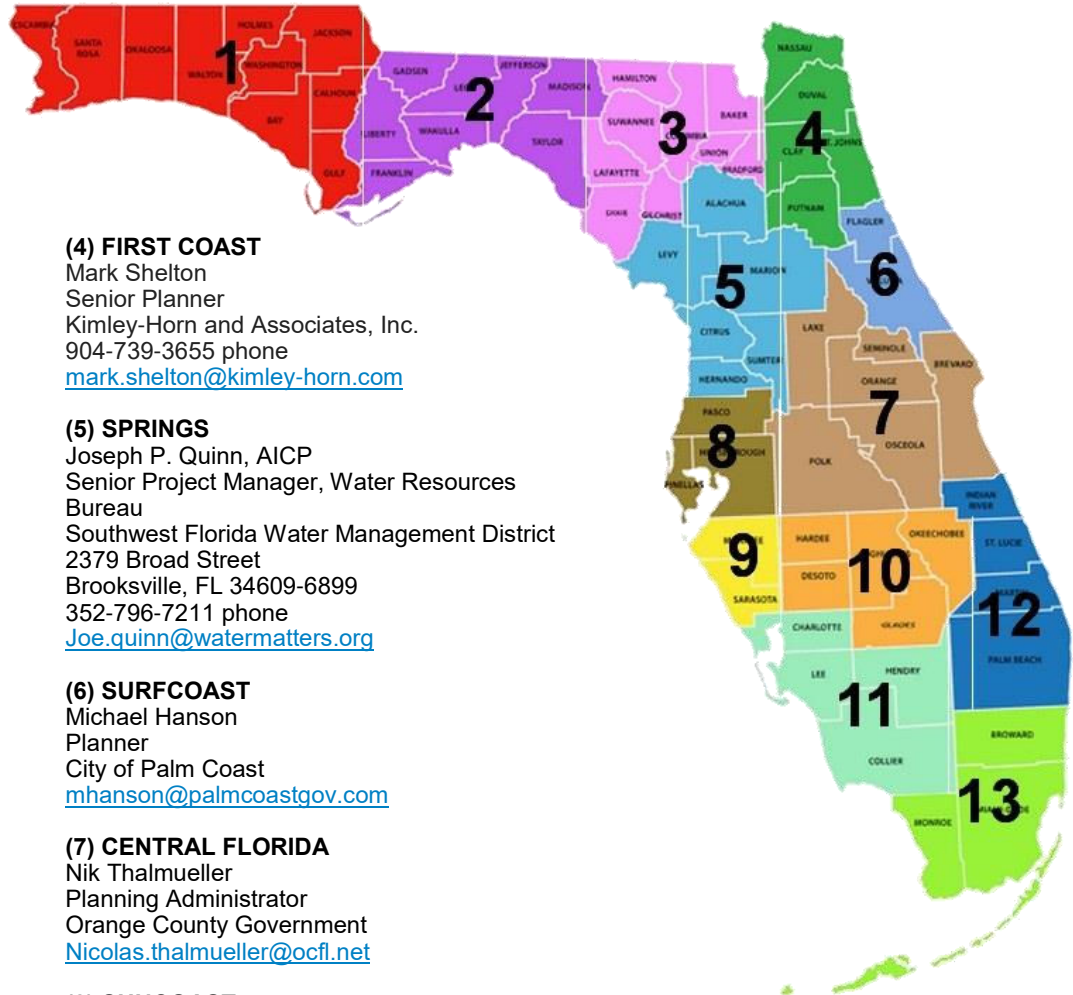 ESCAMBIA
SANTA
ROSA
OKALOOSA
WALTON
HOLMES
WASHINGTON
JACKSON
CALHOUN
BAY
GULF
1
GADSEN
JEFFERSON
MADISON
LIBERTY
WAKULLA
TAYLOR
FRANKLIN
2
HAMILTON
SUWANNEE
BAKER
UNION
BRADFORD
LAFAYETTE
DIXIE
GILCHRIST
3
NASSAU
DUVAL
CLAY
ST. JOHNS
PUTNAM
4
ALACHUA
LEVY
MARION
CITRUS
SUMTER
HERNANDO
5
FLAGLER
6
LAKE
SEMINOLE
ORANGE
BREVARD
OSCEOLA
POLK
7
PASCO
PINELLAS
8
SARASOTA
9
HARDEE
OKEECHOBEE
DESOTO
GLADES
10
CHARLOTTE
LEE
HENDRY
COLLIER
11
INDIAN
RIVER
ST. LUCIE
PALM BEACH
12
BROWARD
MONROE
13
(4) FIRST COAST
Mark Shelton
Senior Planner
Kimley-Horn and Associates, Inc.
904-739-3655 phone
mark.shelton@kimley-horn.com
(5) SPRINGS
Joseph P. Quinn, AICP
Senior Project Manager, Water Resources
Bureau
Southwest Florida Water Management District
2379 Broad Street
Brooksville, FL 34609-6899
352-796-7211 phone
Joe.quinn@watermatters.org
(6) SURFCOAST
Michael Hanson
Planner
City of Palm Coast
mhanson@palmcoastgov.com
(7) CENTRAL FLORIDA
Nik Thalmueller
Planning Administrator
Orange County Government
Nicolas.thalmueller@ocfl.net